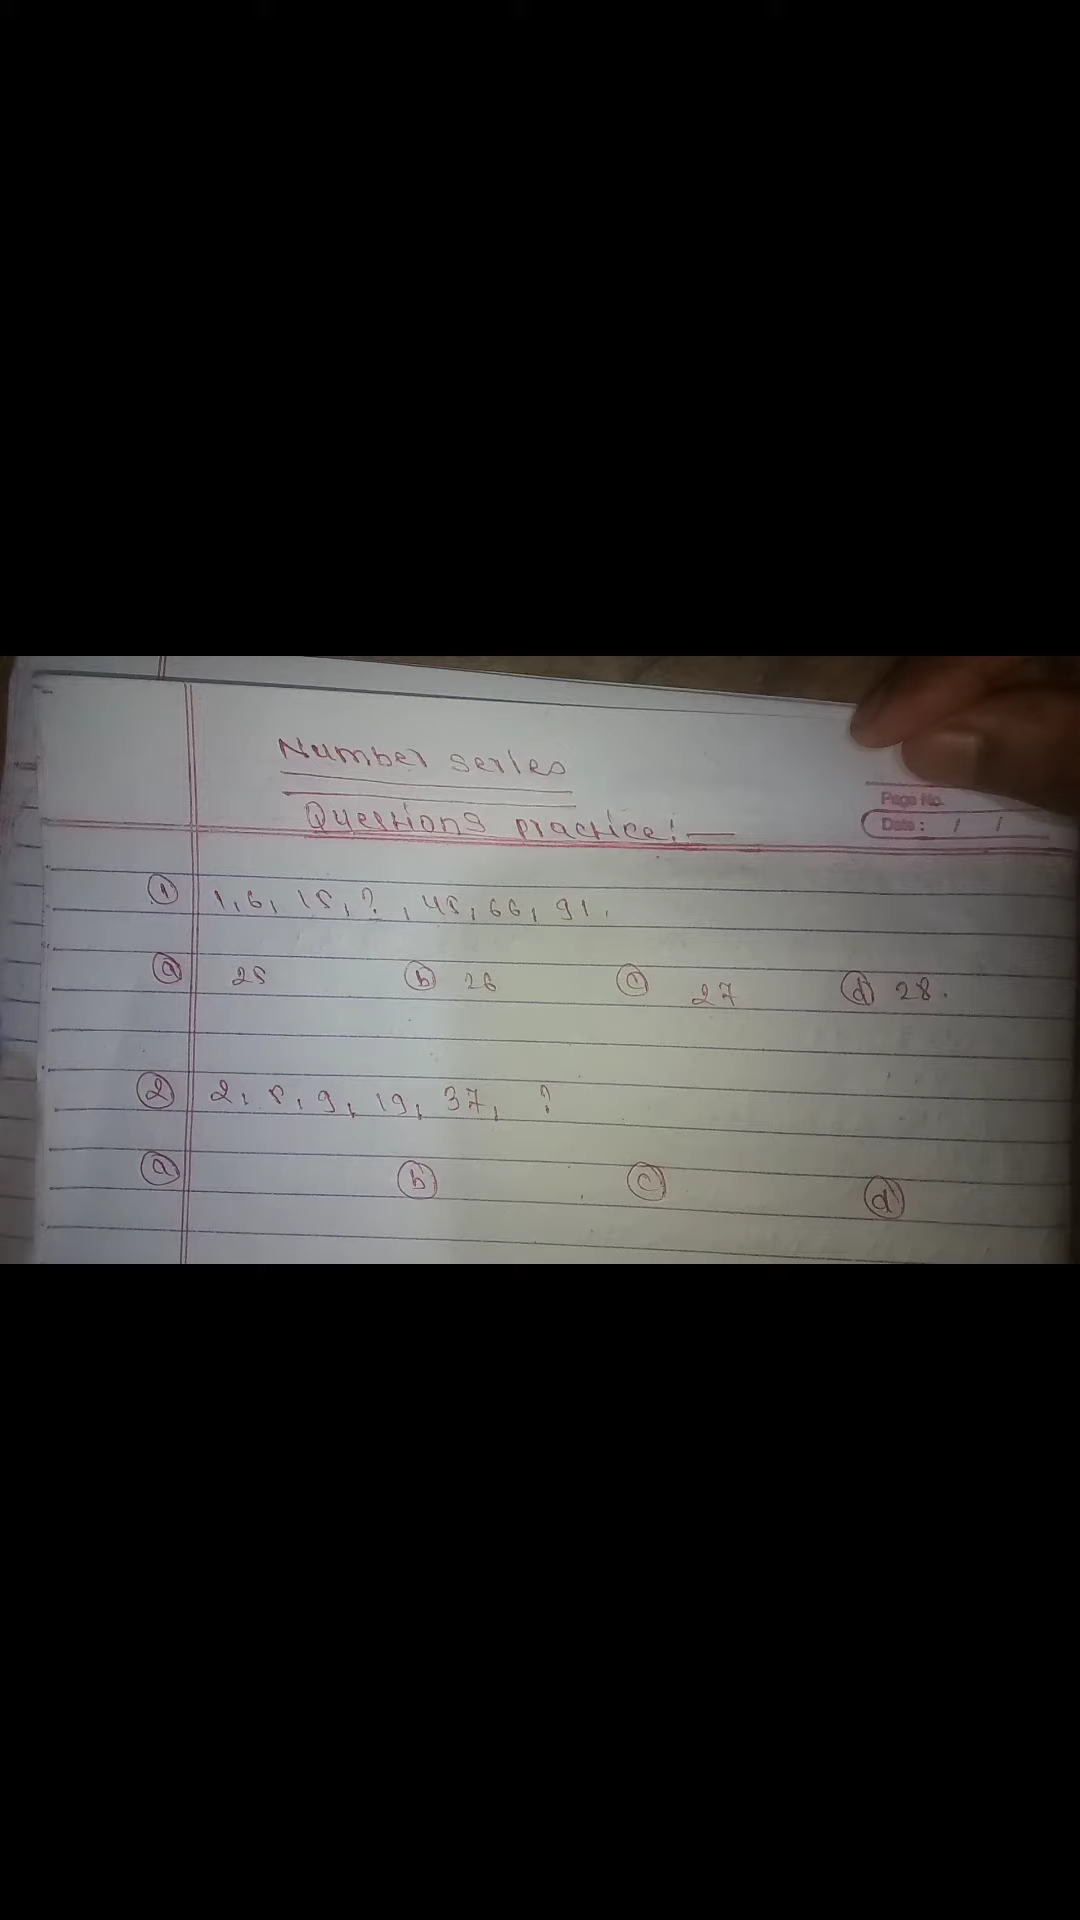 Number series
Questions practice:—
Page No.
Date: / /
① 1, 6, 15, ?, 45, 66, 91.
ⓐ 25 ⓑ 26 ⓒ 27 ⓓ 28.
② 2, 5, 9, 19, 37, ?
ⓐ ⓑ ⓒ ⓓ